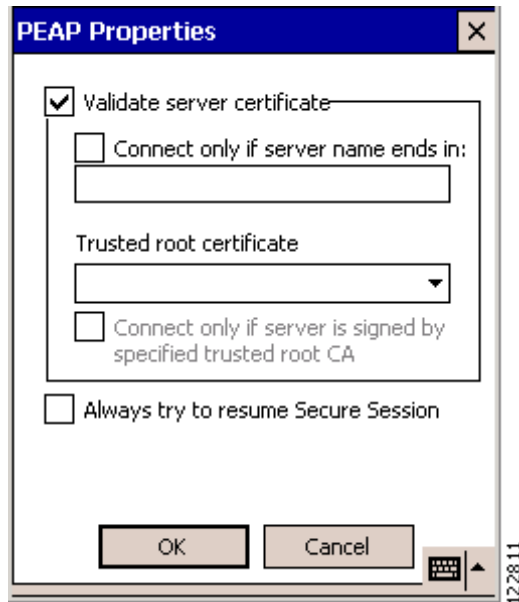 PEAP Properties
Validate server certificate
Connect only if server name ends in:
Trusted root certificate
Connect only if server is signed by
specified trusted root CA
Always try to resume Secure Session
OK
Cancel
122811